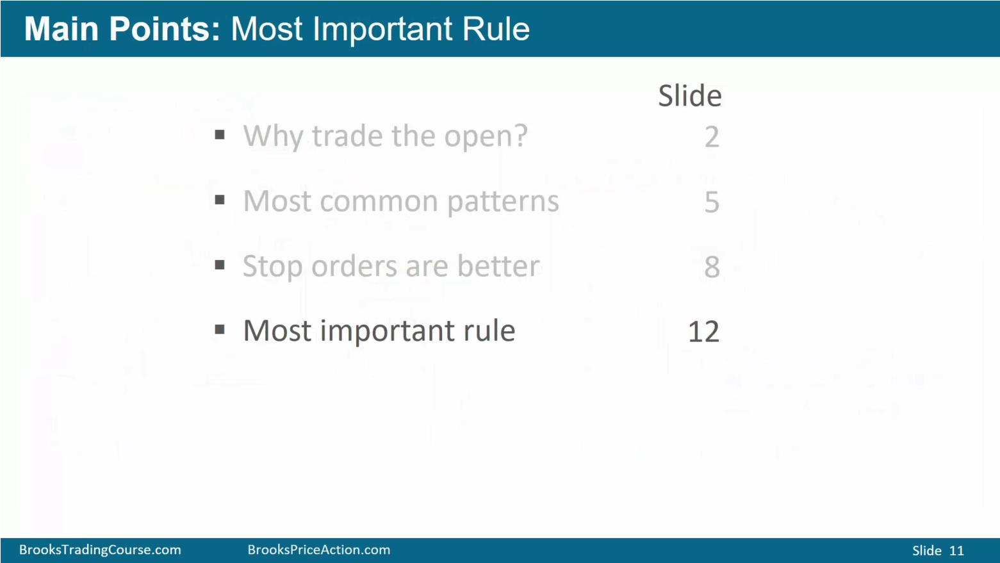 Main Points: Most Important Rule
Slide
▪ Why trade the open? 2
▪ Most common patterns 5
▪ Stop orders are better 8
▪ Most important rule 12
BrooksTradingCourse.com BrooksPriceAction.com Slide 11